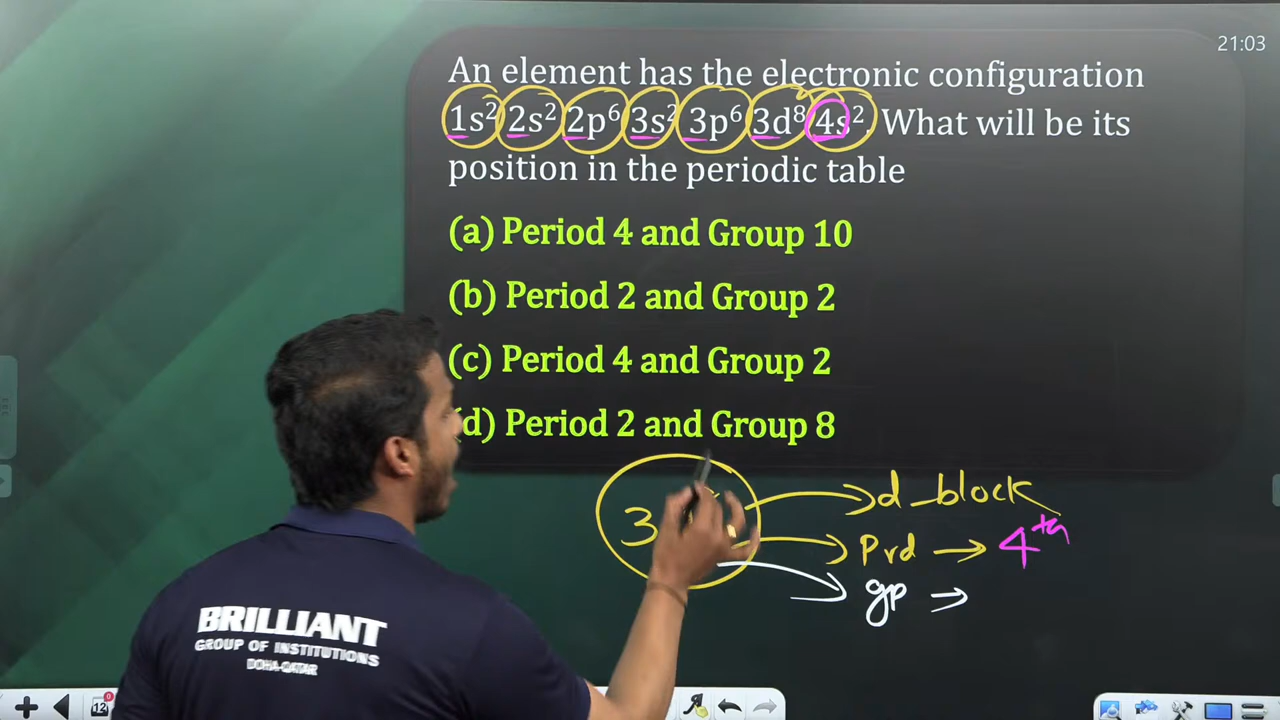 21:03
An element has the electronic configuration
1s² 2s² 2p⁶ 3s² 3p⁶ 3d⁸ 4s². What will be its
position in the periodic table
(a) Period 4 and Group 10
(b) Period 2 and Group 2
(c) Period 4 and Group 2
(d) Period 2 and Group 8
3 → d_block
Prd → 4th
gp →
BRILLIANT
GROUP OF INSTITUTIONS
DOHA-QATAR
12